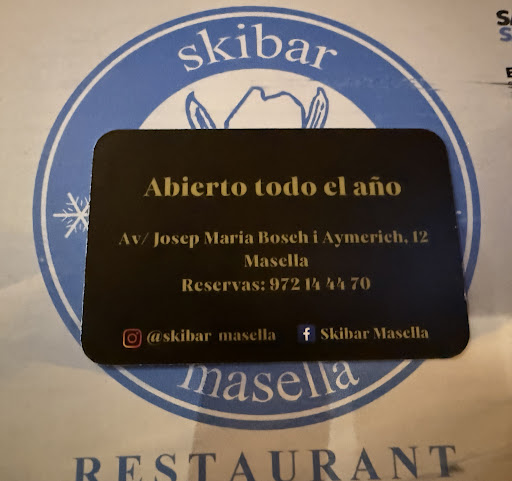 skibar
Abierto todo el año
Av/ Josep Maria Bosch i Aymerich, 12
Masella
Reservas: 972 14 44 70
@skibar_masella
Skibar Masella
masella
RESTAURANT